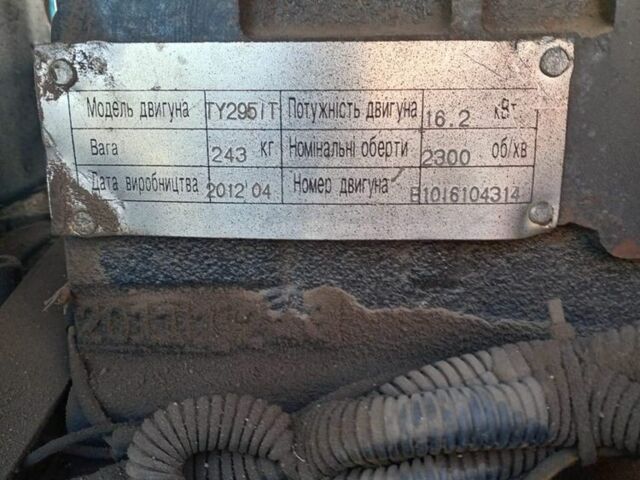 Модель двигуна TY295IT Потужність двигуна 16.2 кВт
Вага 243 кг Номінальні оберти 2300 об/хв
Дата виробництва 2012 04 Номер двигуна B1016104314